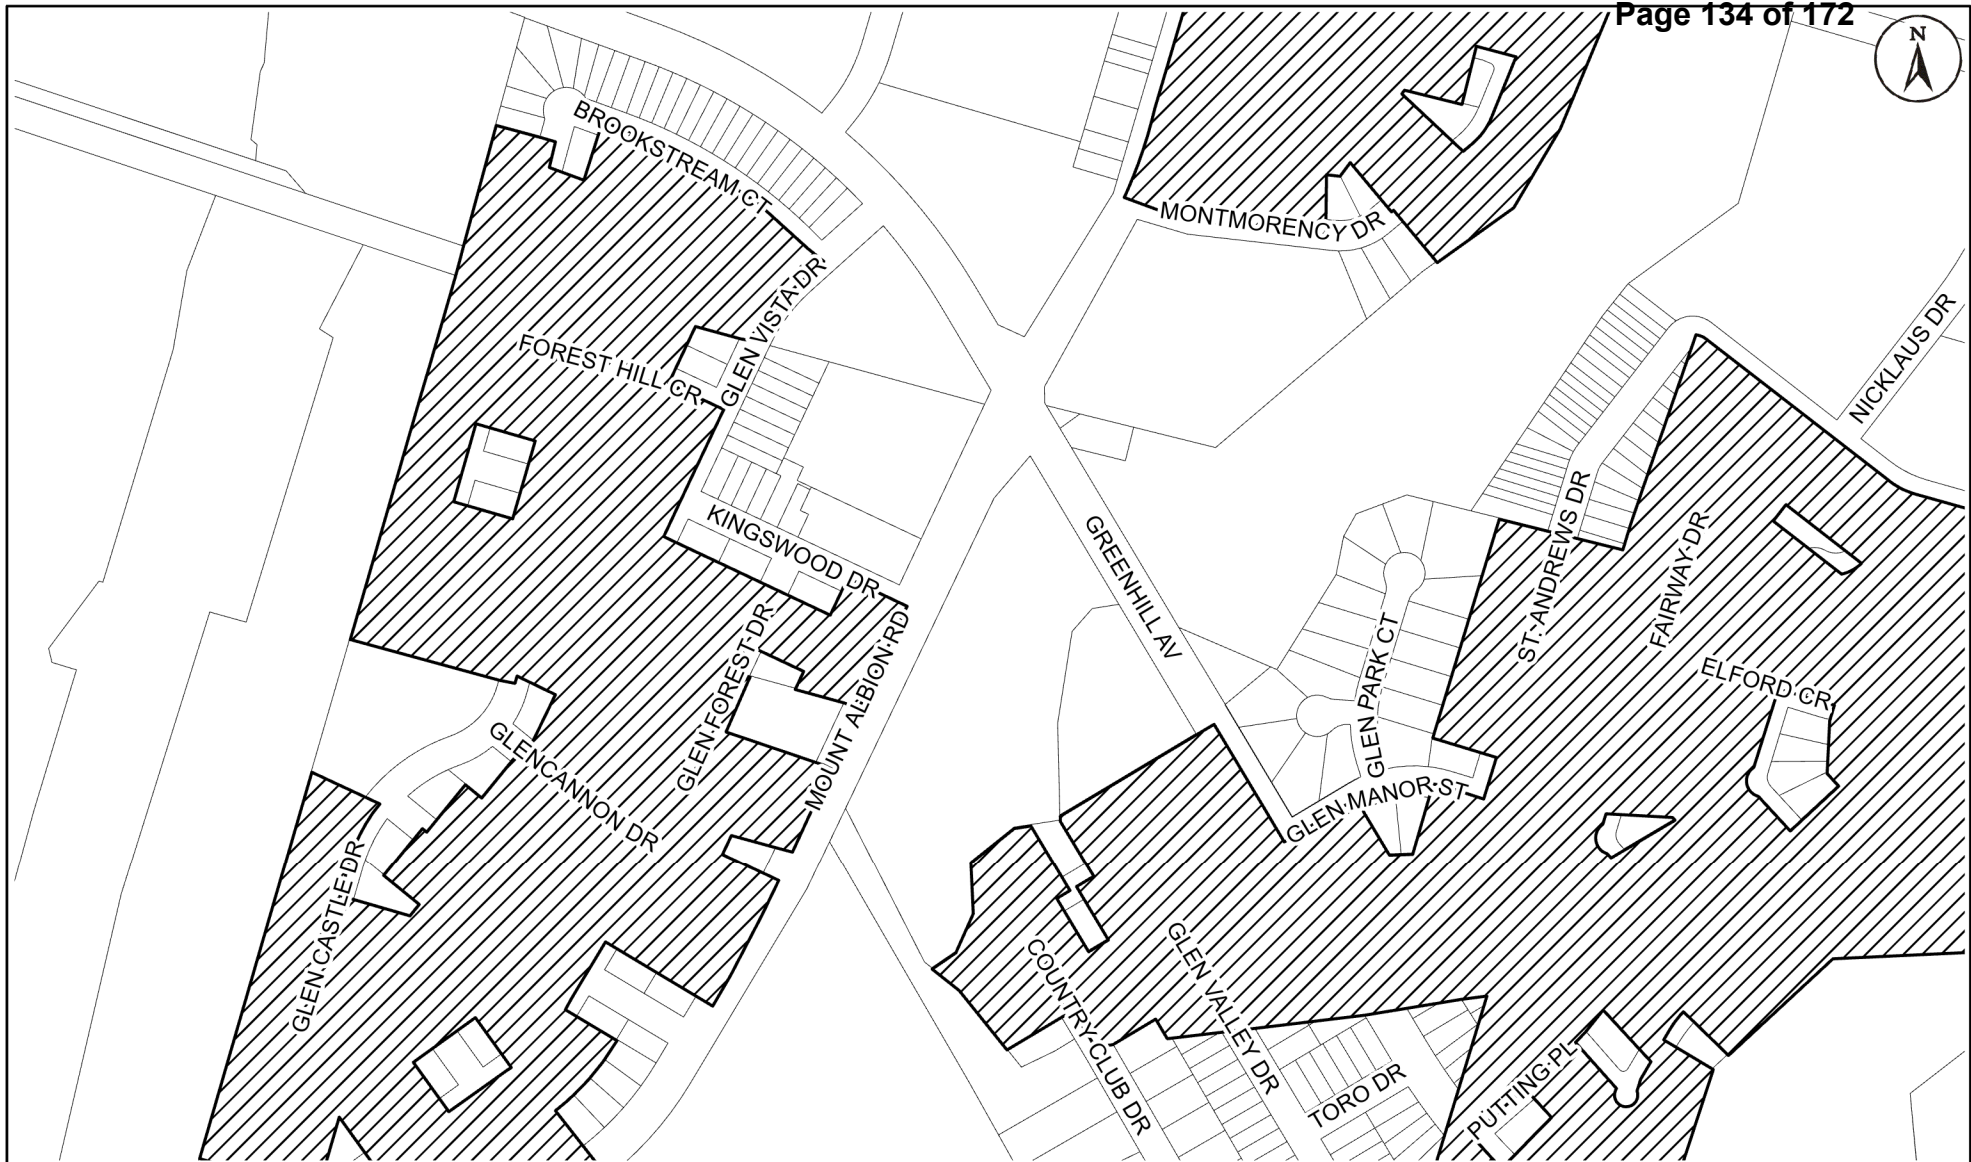 Page 134 of 172
N
BROOKSTREAM CT
MONTMORENCY DR
GLEN VISTA DR
FOREST HILL CR
NICKLAUS DR
KINGSWOOD DR
GREENHILL AV
ST. ANDREWS DR
FAIRWAY DR
GLEN FOREST DR
MOUNT ALBION RD
GLEN PARK CT
ELFORD CR
GLENCANNON DR
GLEN MANOR ST
GLEN CASTLE DR
COUNTRY CLUB DR
GLEN VALLEY DR
TORO DR
PUTTING PL